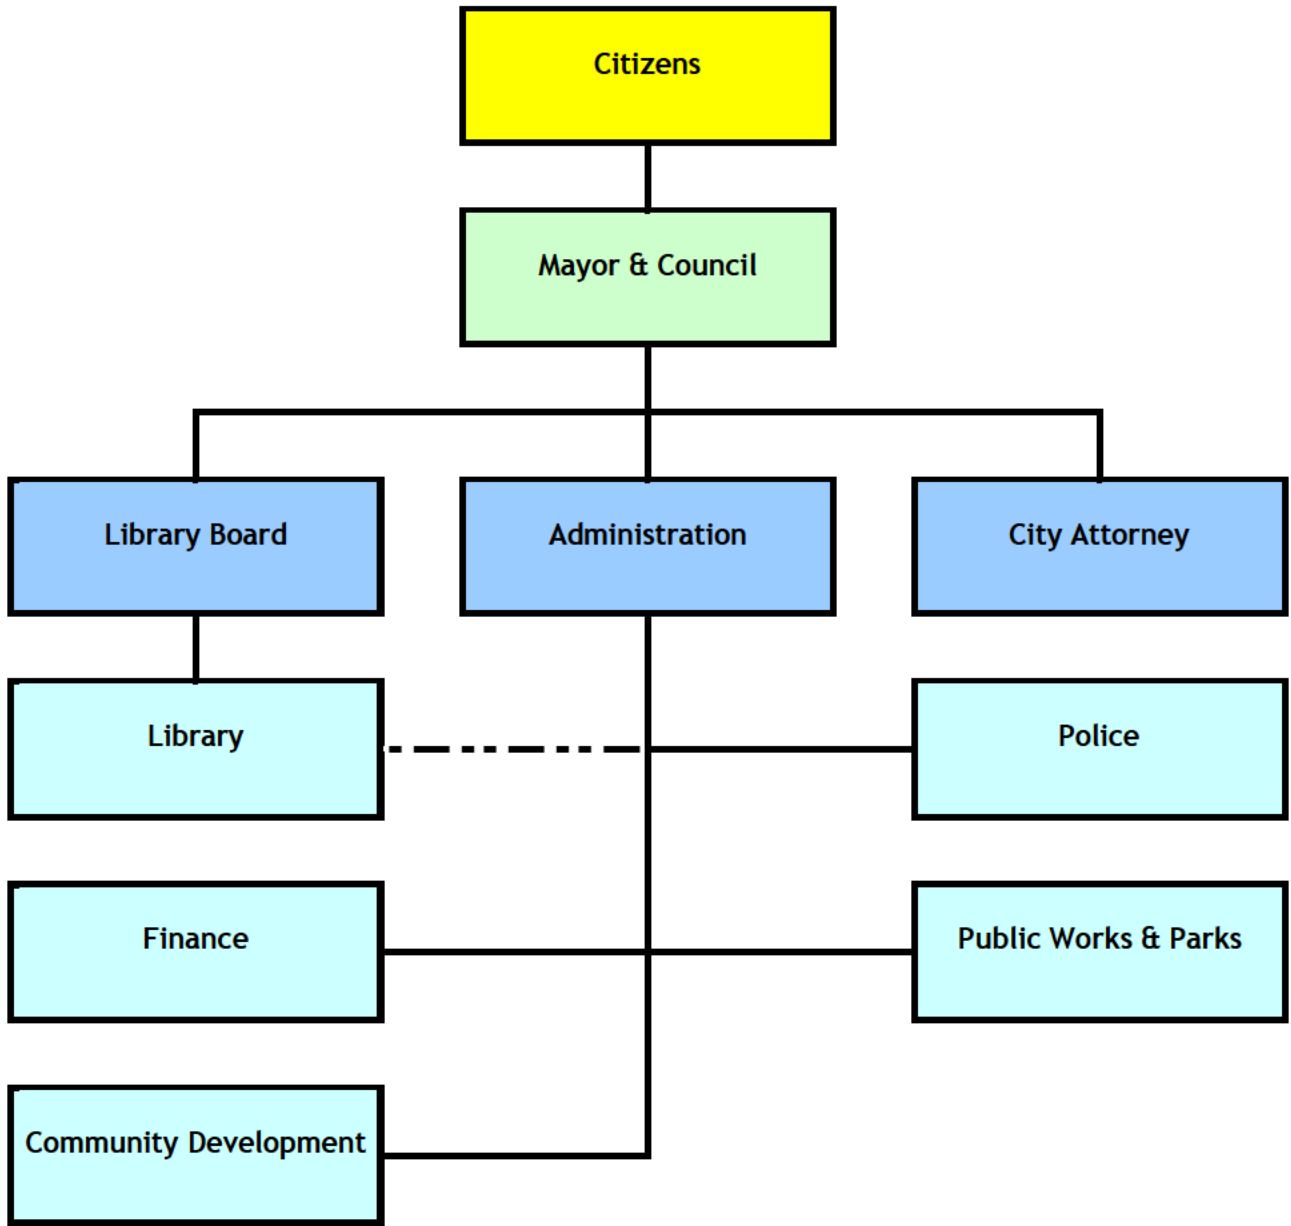 Citizens
Mayor & Council
Library Board
Administration
City Attorney
Library
Police
Finance
Public Works & Parks
Community Development